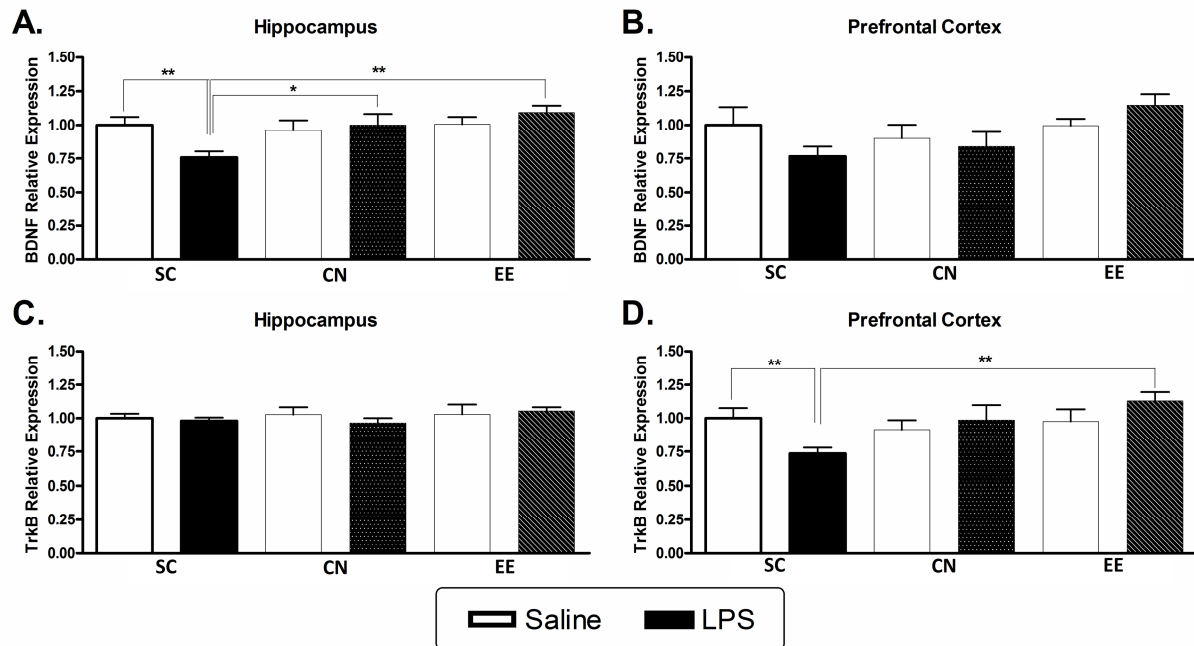 A.
Hippocampus
BDNF Relative Expression
1.50
1.25
1.00
0.75
0.50
0.25
0.00
**
**
*
SC
CN
EE
B.
Prefrontal Cortex
BDNF Relative Expression
1.50
1.25
1.00
0.75
0.50
0.25
0.00
SC
CN
EE
C.
Hippocampus
TrkB Relative Expression
1.50
1.25
1.00
0.75
0.50
0.25
0.00
SC
CN
EE
D.
Prefrontal Cortex
TrkB Relative Expression
1.50
1.25
1.00
0.75
0.50
0.25
0.00
**
**
SC
CN
EE
Saline
LPS